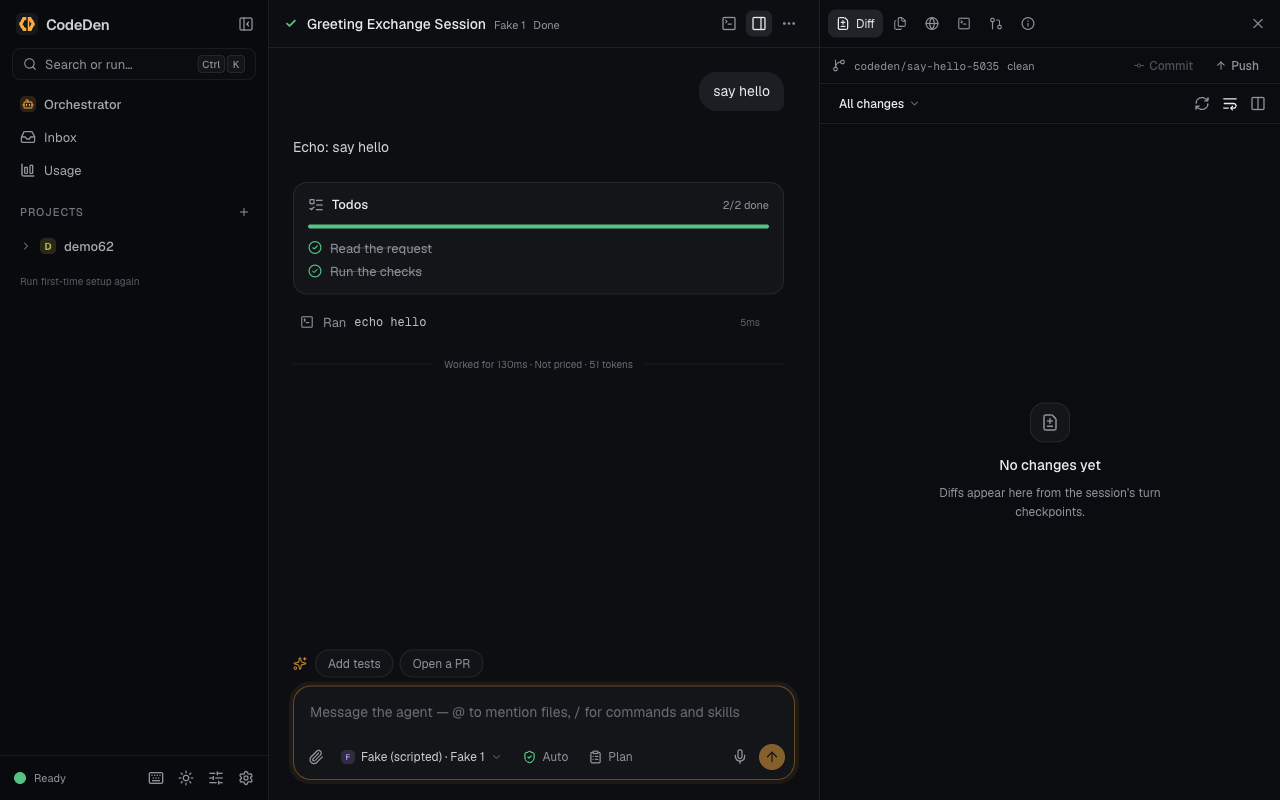 CodeDen
Search or run…
Ctrl K
Orchestrator
Inbox
Usage
PROJECTS
D demo62
Run first-time setup again
Ready
Greeting Exchange Session Fake 1 Done
say hello
Echo: say hello
Todos 2/2 done
Read the request
Run the checks
Ran echo hello 5ms
Worked for 130ms · Not priced · 51 tokens
Add tests Open a PR
Message the agent — @ to mention files, / for commands and skills
F Fake (scripted) · Fake 1 Auto Plan
Diff
codeden/say-hello-5035 clean Commit Push
All changes
No changes yet
Diffs appear here from the session's turn
checkpoints.